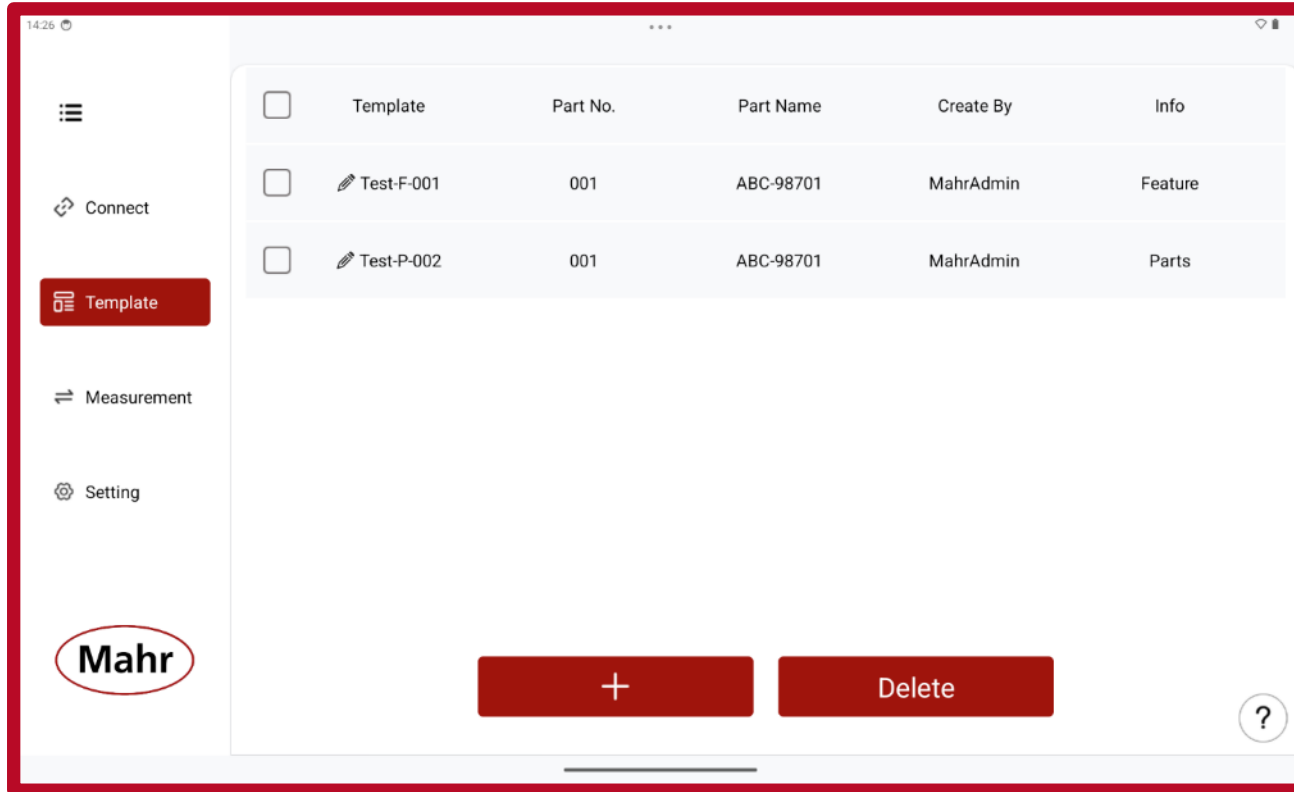 14:26
Template Part No. Part Name Create By Info
Test-F-001 001 ABC-98701 MahrAdmin Feature
Connect
Test-P-002 001 ABC-98701 MahrAdmin Parts
Template
Measurement
Setting
Mahr
+ Delete
?